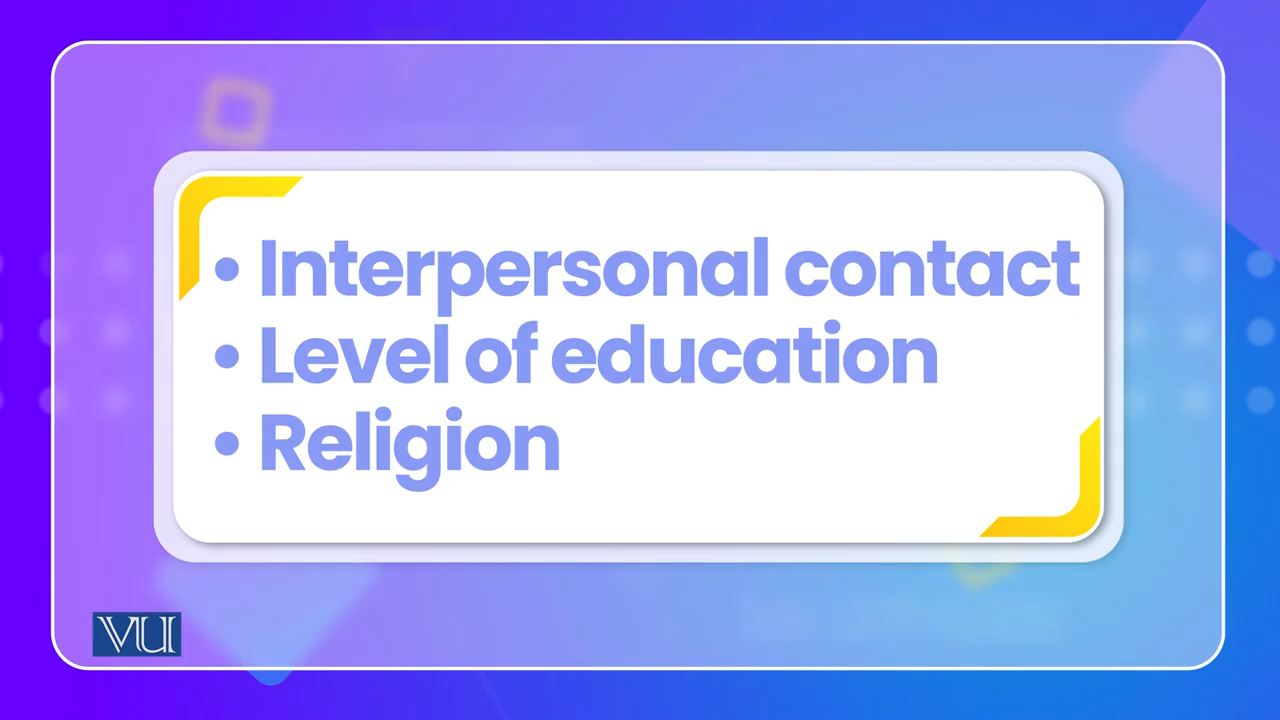 • Interpersonal contact
• Level of education
• Religion
VU